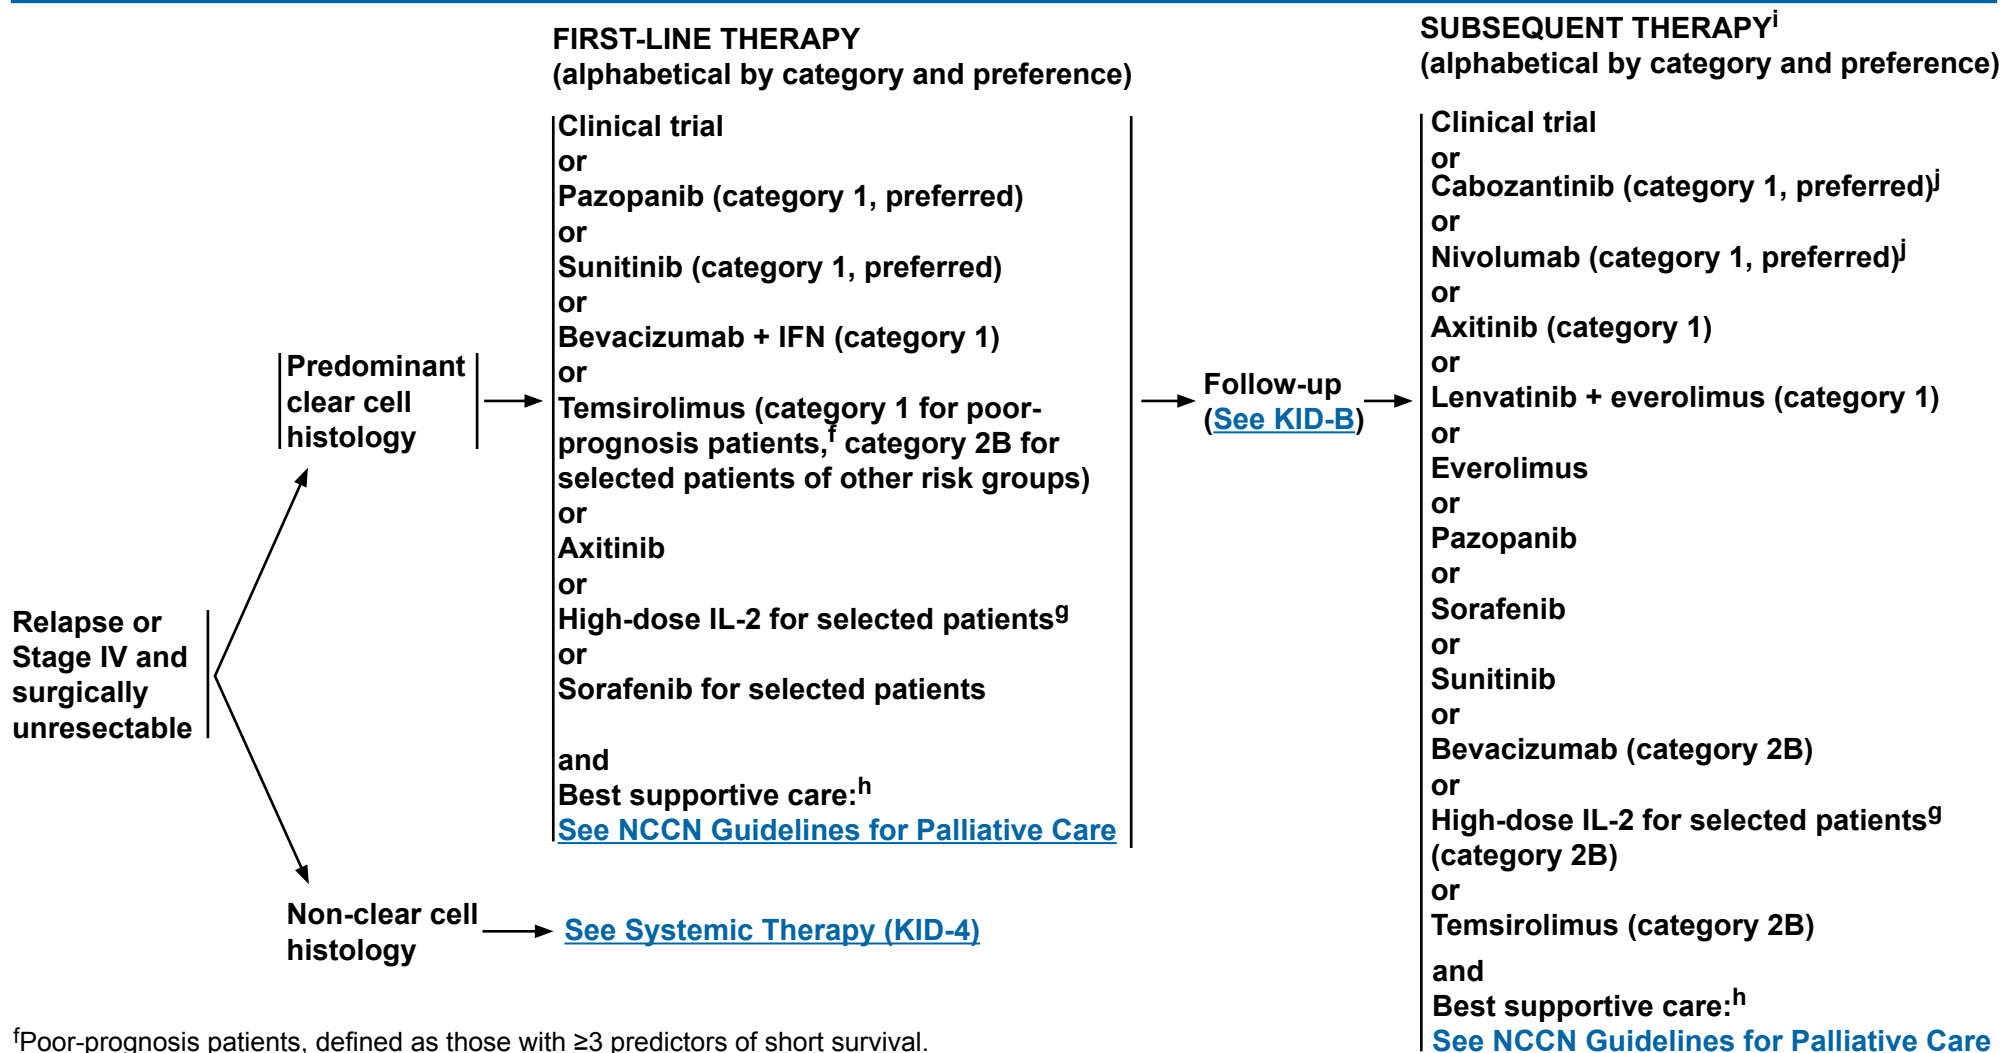 FIRST-LINE THERAPY
(alphabetical by category and preference)
SUBSEQUENT THERAPYⁱ
(alphabetical by category and preference)
Relapse or
Stage IV and
surgically
unresectable
Predominant
clear cell
histology
Clinical trial
or
Pazopanib (category 1, preferred)
or
Sunitinib (category 1, preferred)
or
Bevacizumab + IFN (category 1)
or
Temsirolimus (category 1 for poor-
prognosis patients,ᶠ category 2B for
selected patients of other risk groups)
or
Axitinib
or
High-dose IL-2 for selected patientsᵍ
or
Sorafenib for selected patients
and
Best supportive care:ʰ
See NCCN Guidelines for Palliative Care
Follow-up
(See KID-B)
Clinical trial
or
Cabozantinib (category 1, preferred)ʲ
or
Nivolumab (category 1, preferred)ʲ
or
Axitinib (category 1)
or
Lenvatinib + everolimus (category 1)
or
Everolimus
or
Pazopanib
or
Sorafenib
or
Sunitinib
or
Bevacizumab (category 2B)
or
High-dose IL-2 for selected patientsᵍ
(category 2B)
or
Temsirolimus (category 2B)
and
Best supportive care:ʰ
See NCCN Guidelines for Palliative Care
Non-clear cell
histology
See Systemic Therapy (KID-4)
ᶠPoor-prognosis patients, defined as those with ≥3 predictors of short survival.